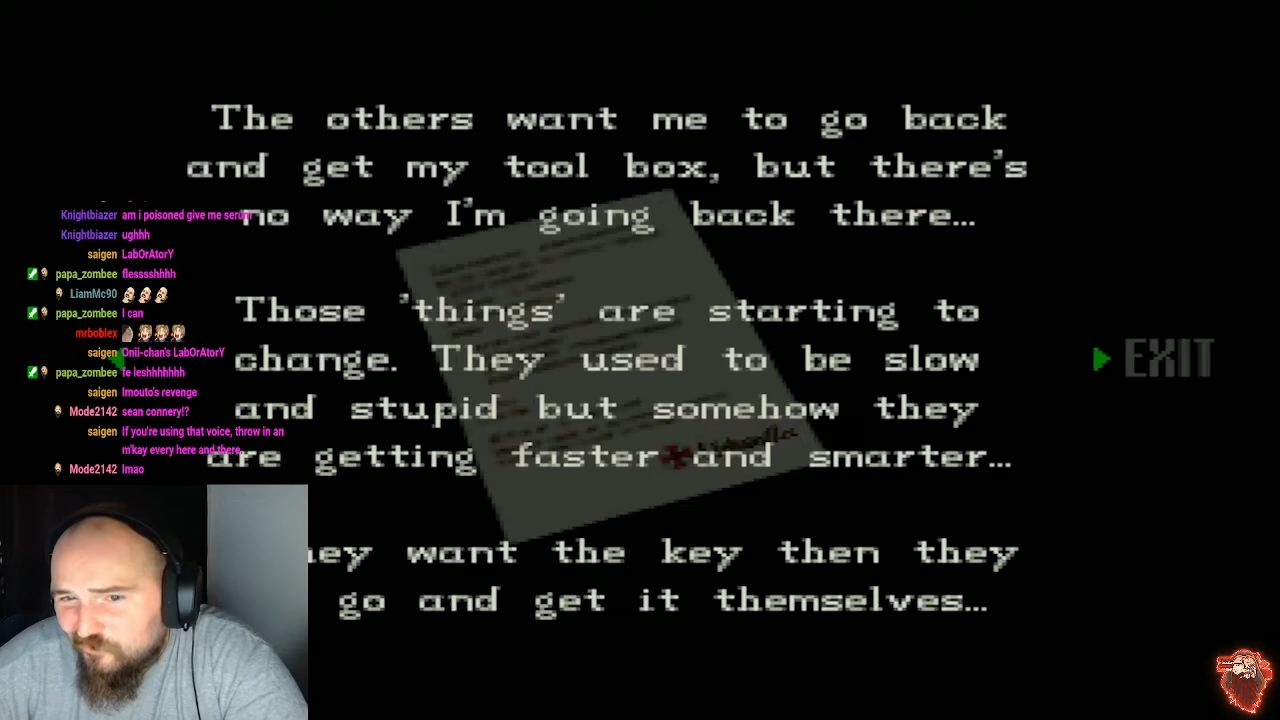 The others want me to go back
and get my tool box, but there's
no way I'm going back there...
Those 'things' are starting to
change. They used to be slow
and stupid but somehow they
are getting faster and smarter...
hey want the key then they
go and get it themselves...
EXIT
Knightbiazer am i poisoned give me serum
Knightbiazer ughhh
saigen LabOrAtorY
papa_zombee flesssshhhh
LiamMc90
papa_zombee I can
mrboblex
saigen Onii-chan's LabOrAtorY
papa_zombee fe leshhhhhhh
saigen Imouto's revenge
Mode2142 sean connery!?
saigen If you're using that voice, throw in an
m'kay every here and there
Mode2142 lmao